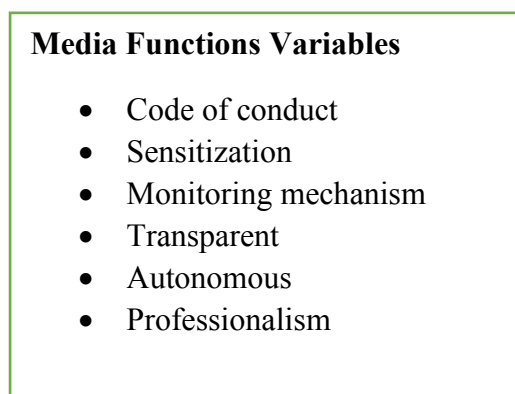 Media Functions Variables
• Code of conduct
• Sensitization
• Monitoring mechanism
• Transparent
• Autonomous
• Professionalism